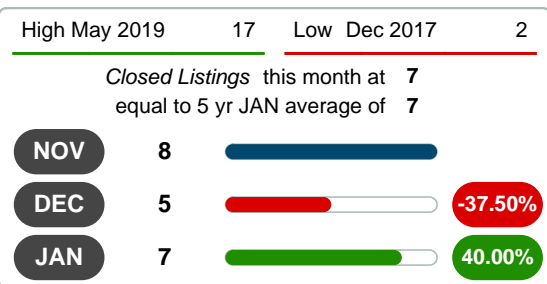 High May 2019 17 Low Dec 2017 2
Closed Listings this month at 7
equal to 5 yr JAN average of 7
NOV 8
DEC 5 -37.50%
JAN 7 40.00%